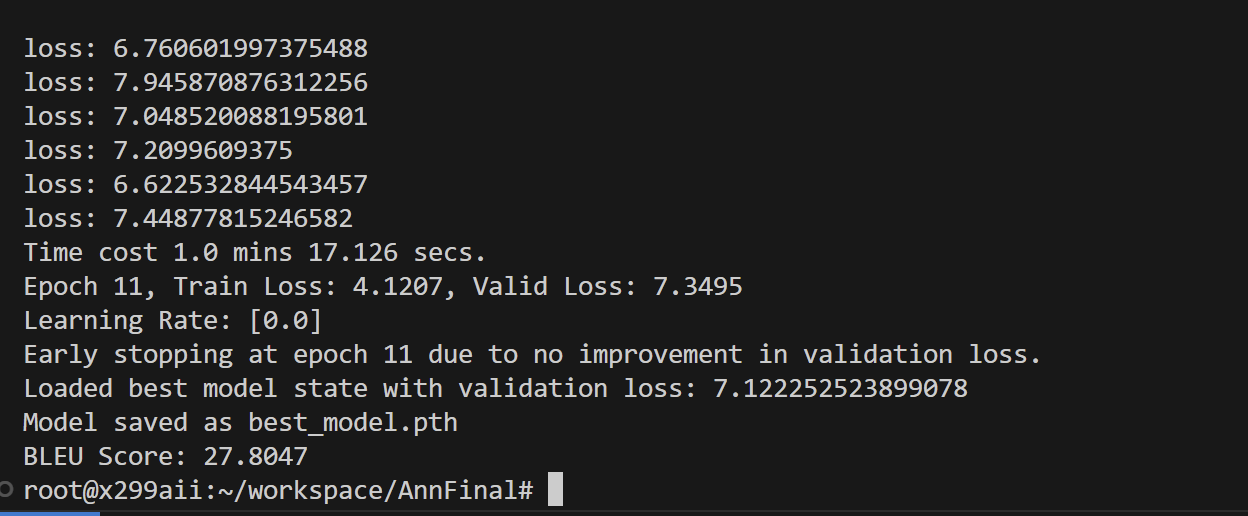 loss: 6.760601997375488
loss: 7.945870876312256
loss: 7.048520088195801
loss: 7.2099609375
loss: 6.622532844543457
loss: 7.44877815246582
Time cost 1.0 mins 17.126 secs.
Epoch 11, Train Loss: 4.1207, Valid Loss: 7.3495
Learning Rate: [0.0]
Early stopping at epoch 11 due to no improvement in validation loss.
Loaded best model state with validation loss: 7.122252523899078
Model saved as best_model.pth
BLEU Score: 27.8047
root@x299aii:~/workspace/AnnFinal#